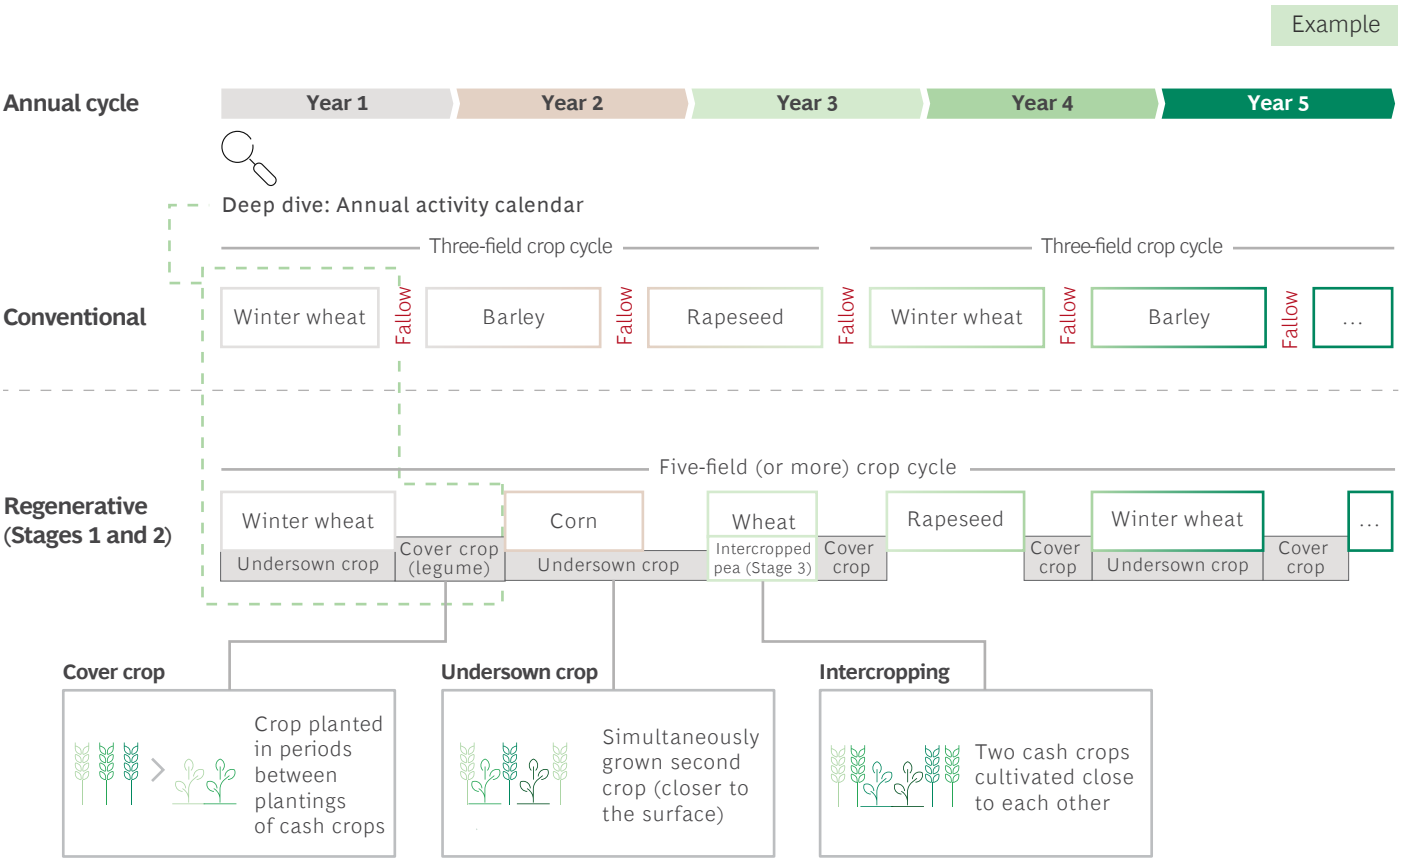 Example
Annual cycle
Year 1
Year 2
Year 3
Year 4
Year 5
Deep dive: Annual activity calendar
Three-field crop cycle
Three-field crop cycle
Conventional
Winter wheat
Fallow
Barley
Fallow
Rapeseed
Fallow
Winter wheat
Fallow
Barley
Fallow
...
Five-field (or more) crop cycle
Regenerative
(Stages 1 and 2)
Winter wheat
Undersown crop
Cover crop
(legume)
Corn
Undersown crop
Wheat
Intercropped
pea (Stage 3)
Cover
crop
Rapeseed
Cover
crop
Winter wheat
Undersown crop
Cover
crop
...
Cover crop
Crop planted
in periods
between
plantings
of cash crops
Undersown crop
Simultaneously
grown second
crop (closer to
the surface)
Intercropping
Two cash crops
cultivated close
to each other